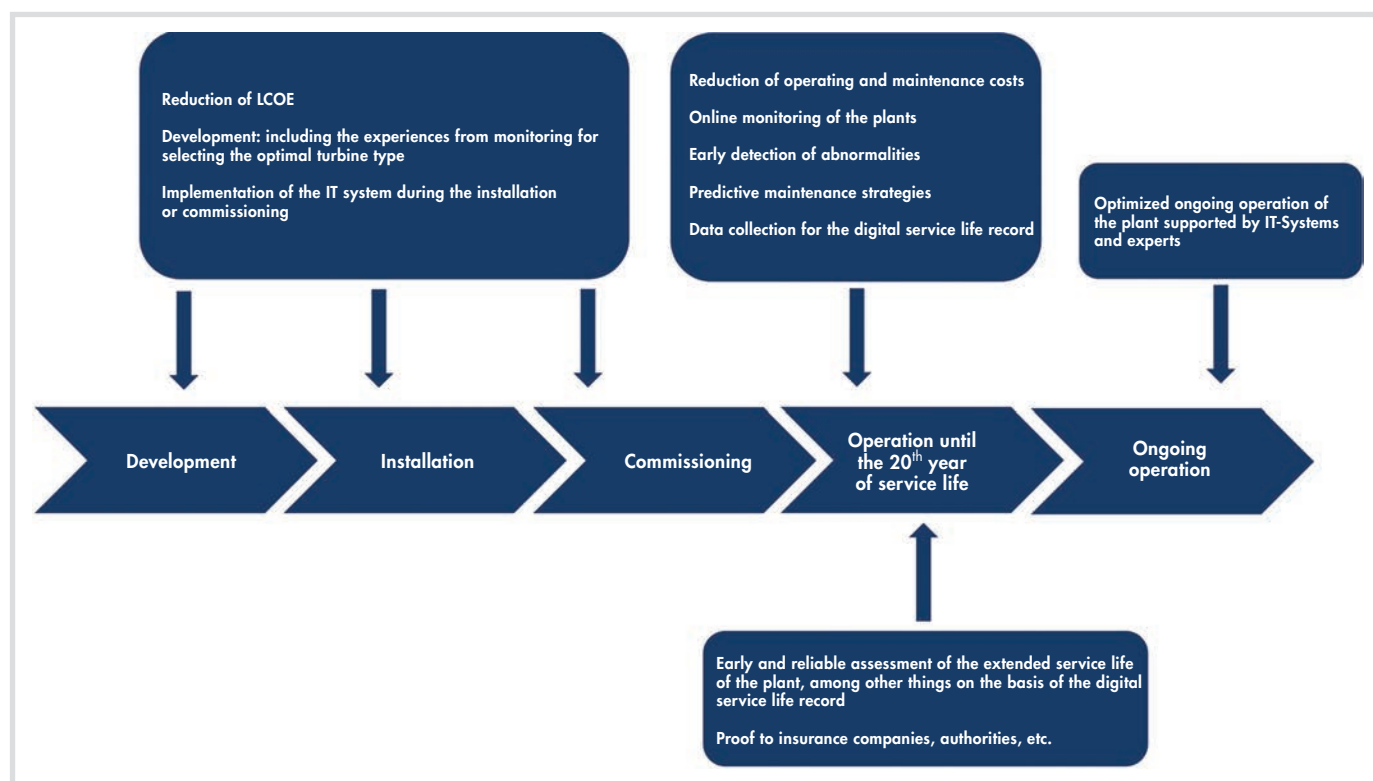 Reduction of LCOE
Development: including the experiences from monitoring for
selecting the optimal turbine type
Implementation of the IT system during the installation
or commissioning
Reduction of operating and maintenance costs
Online monitoring of the plants
Early detection of abnormalities
Predictive maintenance strategies
Data collection for the digital service life record
Optimized ongoing operation of
the plant supported by IT-Systems
and experts
Development
Installation
Commissioning
Operation until
the 20th year
of service life
Ongoing
operation
Early and reliable assessment of the extended service life
of the plant, among other things on the basis of the digital
service life record
Proof to insurance companies, authorities, etc.